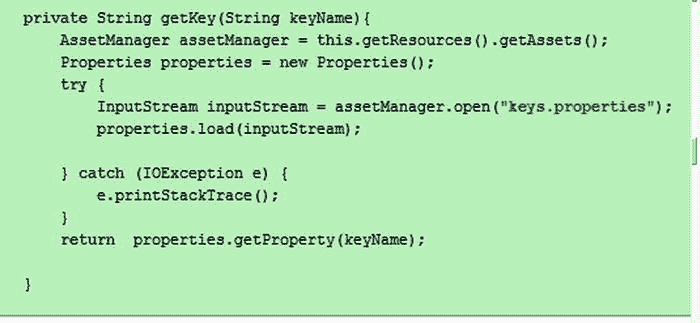 private String getKey(String keyName){
    AssetManager assetManager = this.getResources().getAssets();
    Properties properties = new Properties();
    try {
        InputStream inputStream = assetManager.open("keys.properties");
        properties.load(inputStream);

    } catch (IOException e) {
        e.printStackTrace();
    }
    return  properties.getProperty(keyName);

}